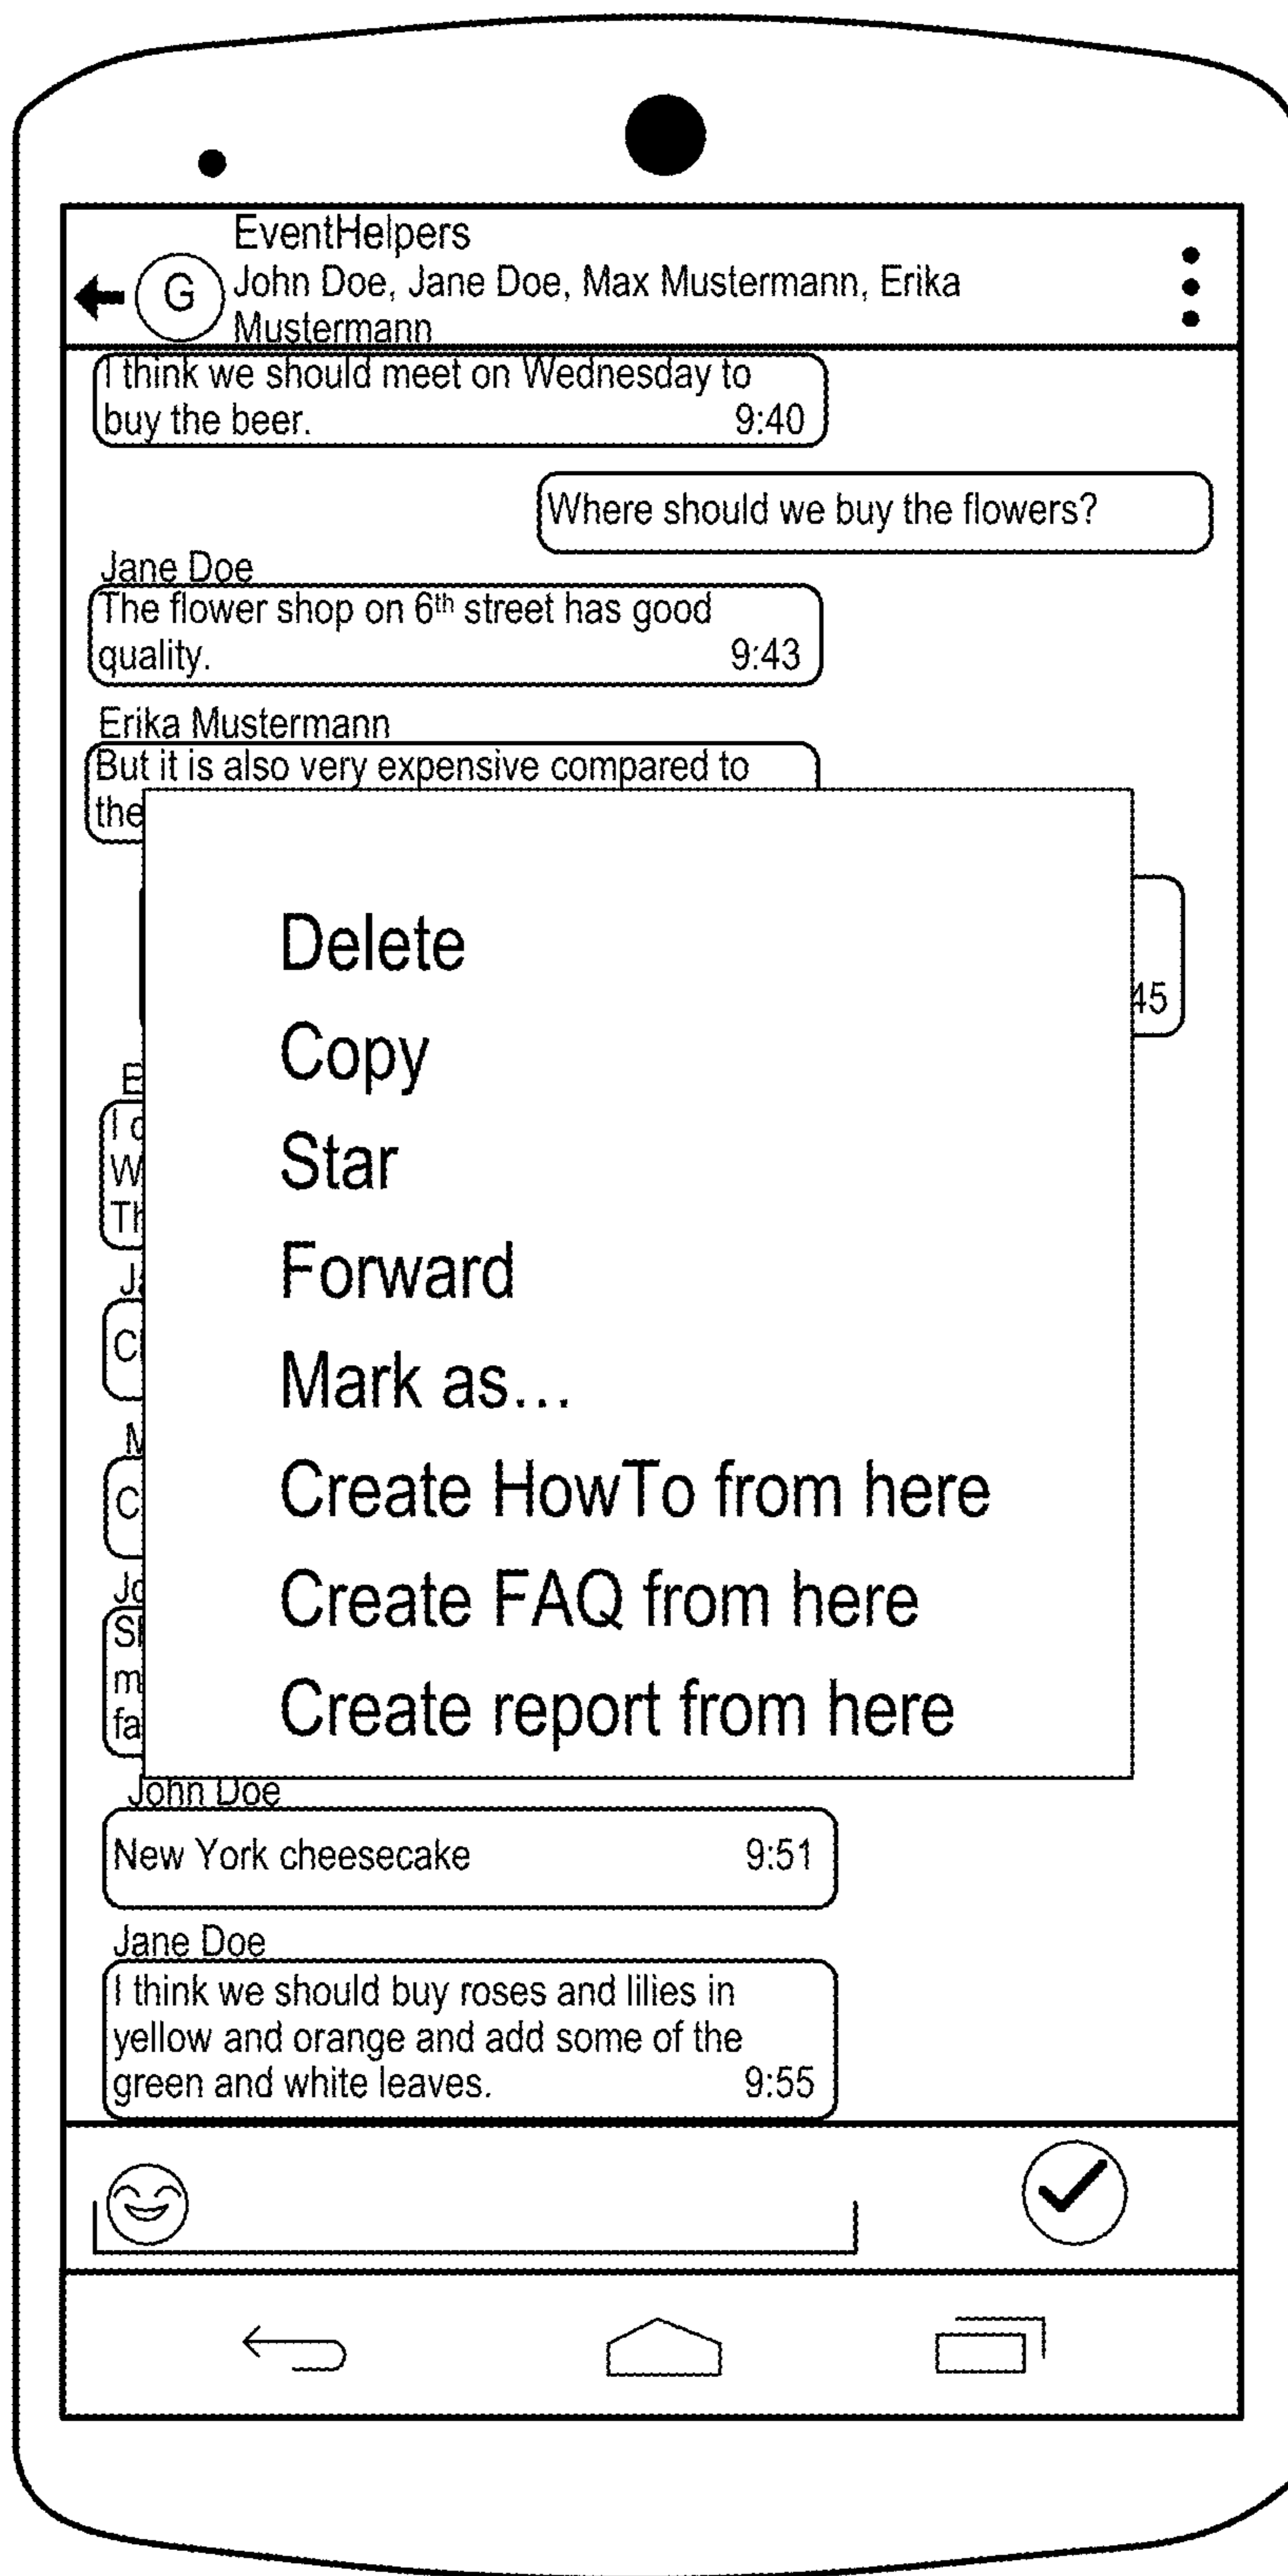 EventHelpers
G
John Doe, Jane Doe, Max Mustermann, Erika
Mustermann
I think we should meet on Wednesday to
buy the beer. 9:40
Where should we buy the flowers?
Jane Doe
The flower shop on 6th street has good
quality. 9:43
Erika Mustermann
But it is also very expensive compared to
the
Delete
45
Copy
Star
Forward
Mark as...
Create HowTo from here
Create FAQ from here
Create report from here
John Doe
New York cheesecake 9:51
Jane Doe
I think we should buy roses and lilies in
yellow and orange and add some of the
green and white leaves. 9:55